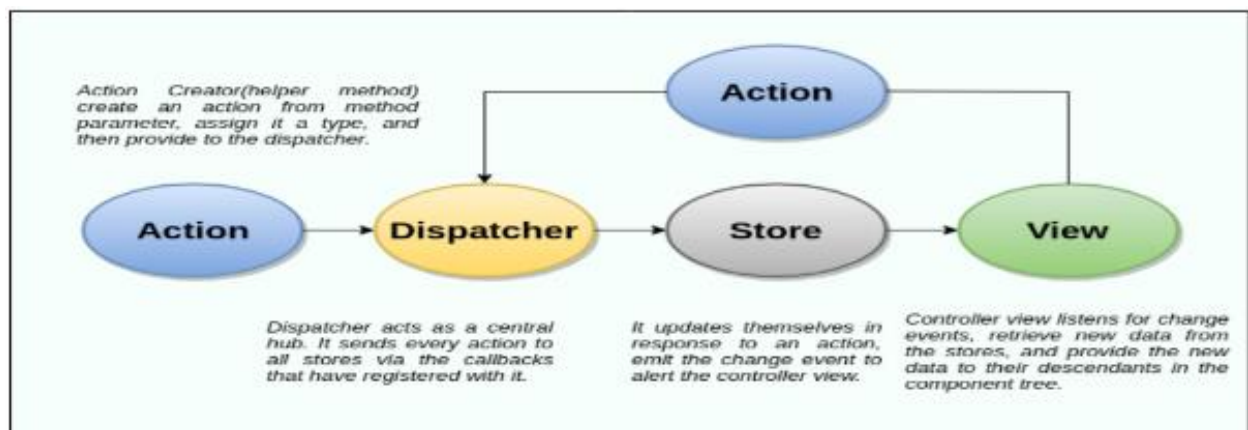 Action Creator(helper method)
create an action from method
parameter, assign it a type, and
then provide to the dispatcher.
Action
Action
Dispatcher
Store
View
Dispatcher acts as a central
hub. It sends every action to
all stores via the callbacks
that have registered with it.
It updates themselves in
response to an action,
emit the change event to
alert the controller view.
Controller view listens for change
events, retrieve new data from
the stores, and provide the new
data to their descendants in the
component tree.